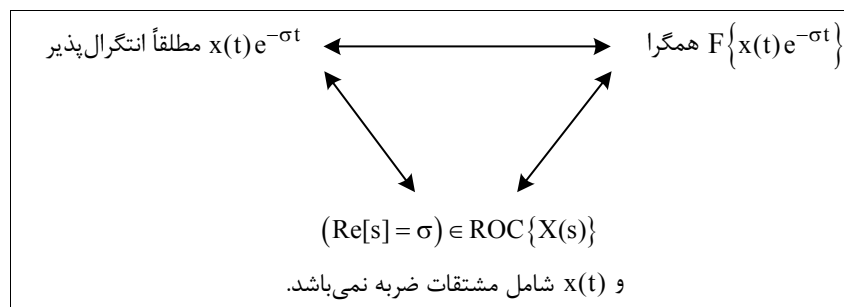 x(t)e^{−σt} مطلقاً انتگرال‌پذیر
F{x(t)e^{−σt}} همگرا
(Re[s] = σ) ∈ ROC{X(s)}
و x(t) شامل مشتقات ضربه نمی‌باشد.